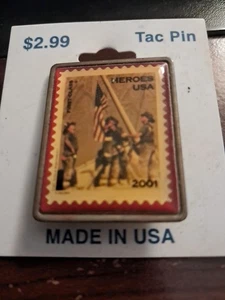 $2.99 Tac Pin
HEROES
USA
2001
MADE IN USA